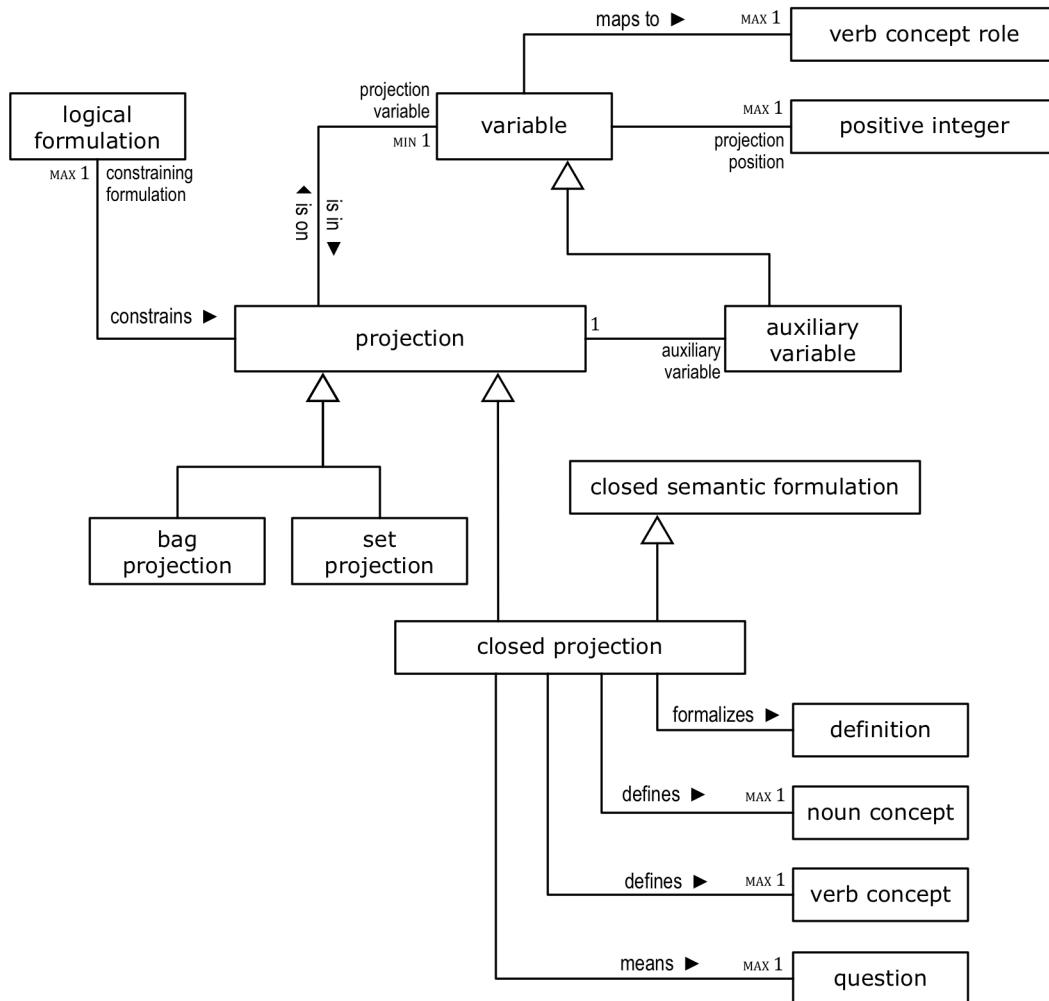 maps to ► MAX 1
verb concept role
logical
formulation
projection
variable
MIN 1
variable
MAX 1
projection
position
positive integer
MAX 1
constraining
formulation
◄ is on
is in ►
constrains ►
projection
1
auxiliary
variable
auxiliary
variable
closed semantic formulation
bag
projection
set
projection
closed projection
formalizes ►
definition
defines ► MAX 1
noun concept
defines ► MAX 1
verb concept
means ► MAX 1
question